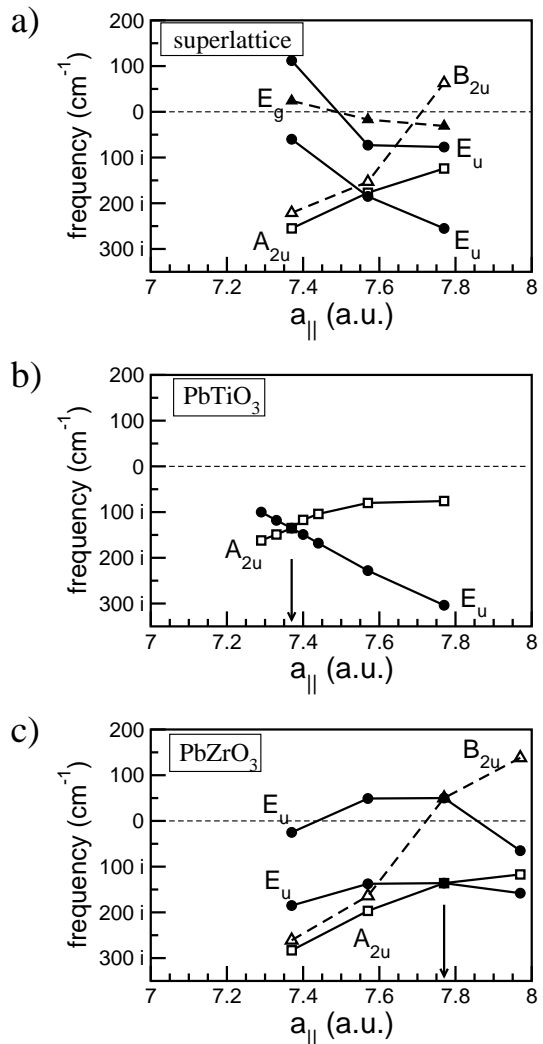 a)
superlattice
200
100
0
100 i
200 i
300 i
frequency (cm-1)
Eg
B2u
Eu
A2u
Eu
7 7.2 7.4 7.6 7.8 8
a|| (a.u.)
b)
PbTiO3
200
100
0
100 i
200 i
300 i
frequency (cm-1)
A2u
Eu
7 7.2 7.4 7.6 7.8 8
a|| (a.u.)
c)
PbZrO3
200
100
0
100 i
200 i
300 i
frequency (cm-1)
B2u
Eu
Eu
A2u
7 7.2 7.4 7.6 7.8 8
a|| (a.u.)